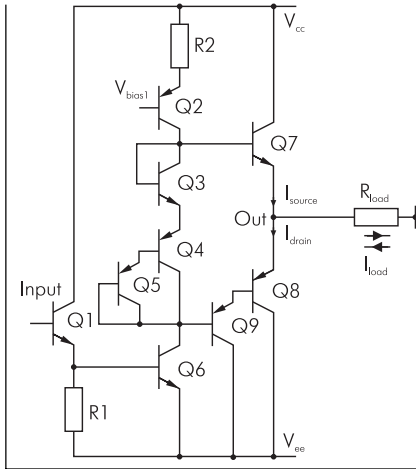 Vcc
R2
Vbias1
Q2
Q7
Q3
Isource
Rload
Out
Q4
Idrain
Iload
Q5
Input
Q8
Q1
Q9
Q6
R1
Vee